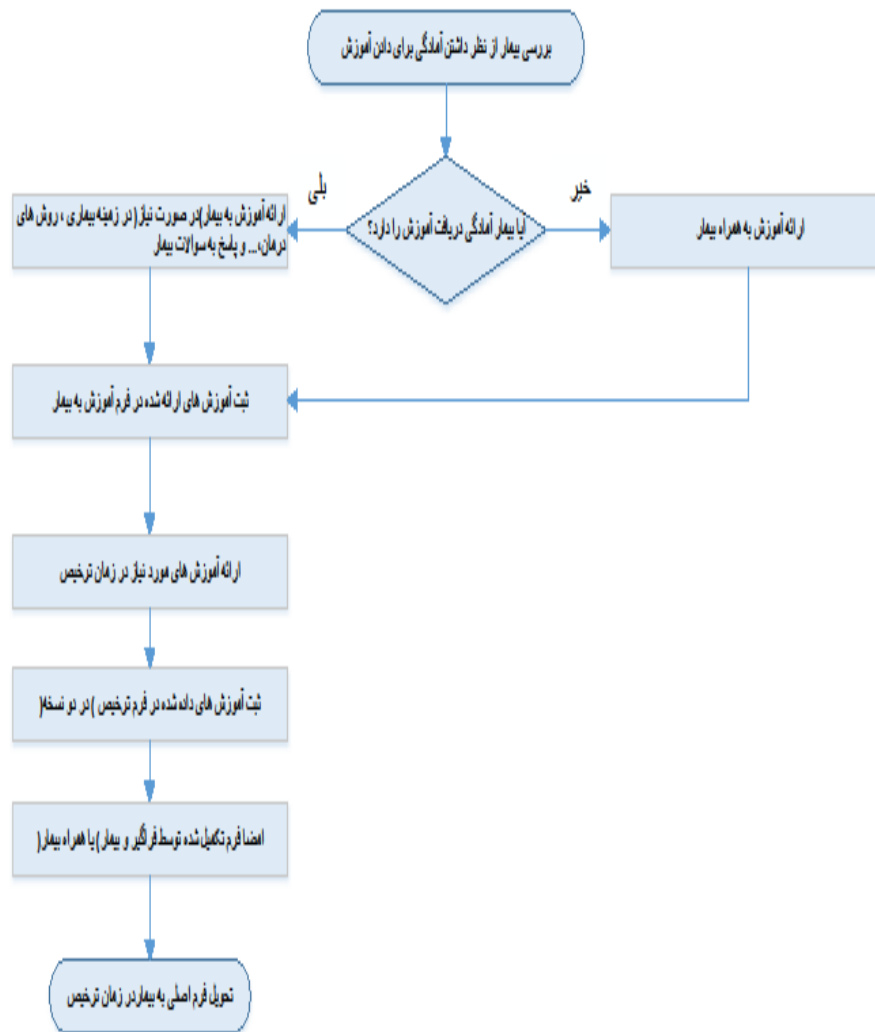 بررسی بیمار از نظر داشتن آمادگی برای دادن آموزش
خیر
بلی
آیا بیمار آمادگی دریافت آموزش را دارد؟
ارائه آموزش به همراه بیمار
ارائه آموزش به بیمار)در صورت نیاز( در زمینه بیماری ، روش های
درمان،... و پاسخ به سوالات بیمار
ثبت آموزش های ارائه شده در فرم آموزش به بیمار
ارائه آموزش های مورد نیاز در زمان ترخیص
ثبت آموزش های داده شده در فرم ترخیص ) در دو نسخه(
امضا فرم تکمیل شده توسط فراگیر و بیمار ) یا همراه بیمار(
تحویل فرم اصلی به بیماردر زمان ترخیص